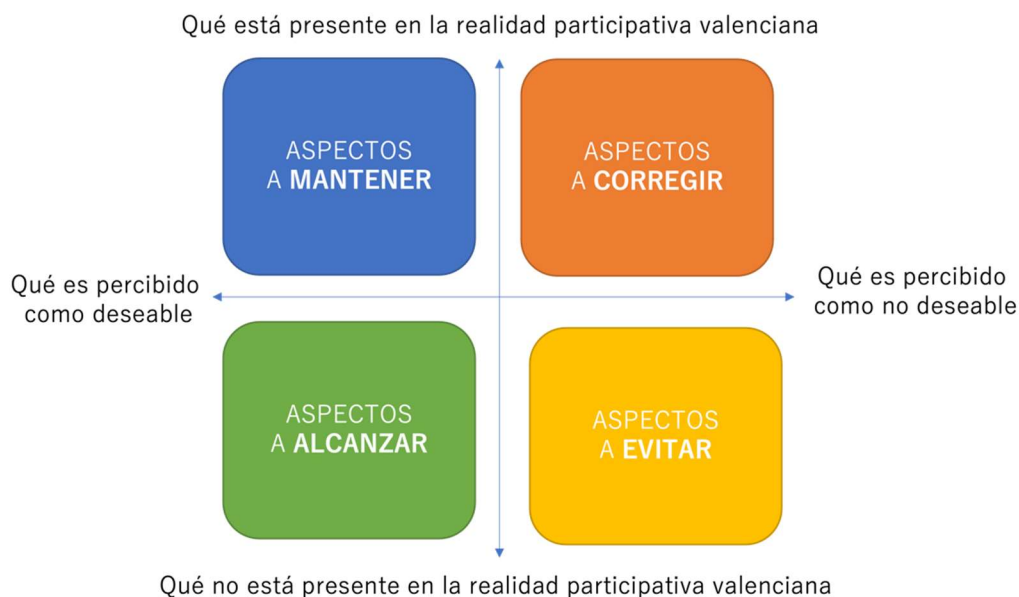 Qué está presente en la realidad participativa valenciana
ASPECTOS
A MANTENER
ASPECTOS
A CORREGIR
Qué es percibido
como deseable
Qué es percibido
como no deseable
ASPECTOS
A ALCANZAR
ASPECTOS
A EVITAR
Qué no está presente en la realidad participativa valenciana